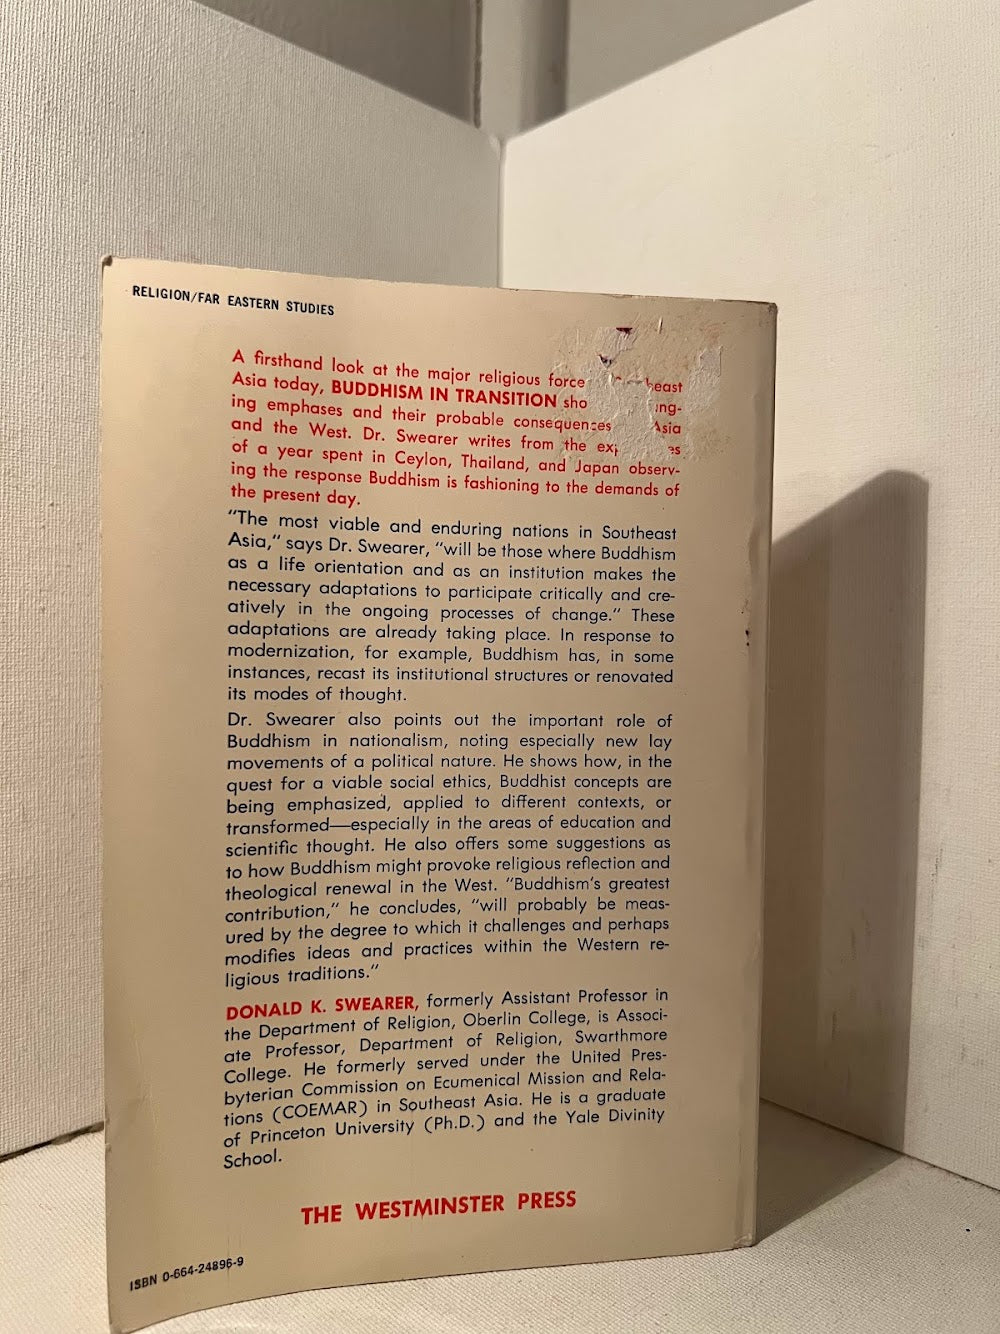 RELIGION/FAR EASTERN STUDIES
A firsthand look at the major religious force east
Asia today, BUDDHISM IN TRANSITION sho ng-
ing emphases and their probable consequences Asia
and the West. Dr. Swearer writes from the ex es
of a year spent in Ceylon, Thailand, and Japan observ-
ing the response Buddhism is fashioning to the demands of
the present day.
"The most viable and enduring nations in Southeast
Asia," says Dr. Swearer, "will be those where Buddhism
as a life orientation and as an institution makes the
necessary adaptations to participate critically and cre-
atively in the ongoing processes of change." These
adaptations are already taking place. In response to
modernization, for example, Buddhism has, in some
instances, recast its institutional structures or renovated
its modes of thought.
Dr. Swearer also points out the important role of
Buddhism in nationalism, noting especially new lay
movements of a political nature. He shows how, in the
quest for a viable social ethics, Buddhist concepts are
being emphasized, applied to different contexts, or
transformed—especially in the areas of education and
scientific thought. He also offers some suggestions as
to how Buddhism might provoke religious reflection and
theological renewal in the West. "Buddhism's greatest
contribution," he concludes, "will probably be meas-
ured by the degree to which it challenges and perhaps
modifies ideas and practices within the Western re-
ligious traditions."
DONALD K. SWEARER, formerly Assistant Professor in
the Department of Religion, Oberlin College, is Associ-
ate Professor, Department of Religion, Swarthmore
College. He formerly served under the United Pres-
byterian Commission on Ecumenical Mission and Rela-
tions (COEMAR) in Southeast Asia. He is a graduate
of Princeton University (Ph.D.) and the Yale Divinity
School.
THE WESTMINSTER PRESS
ISBN 0-664-24896-9